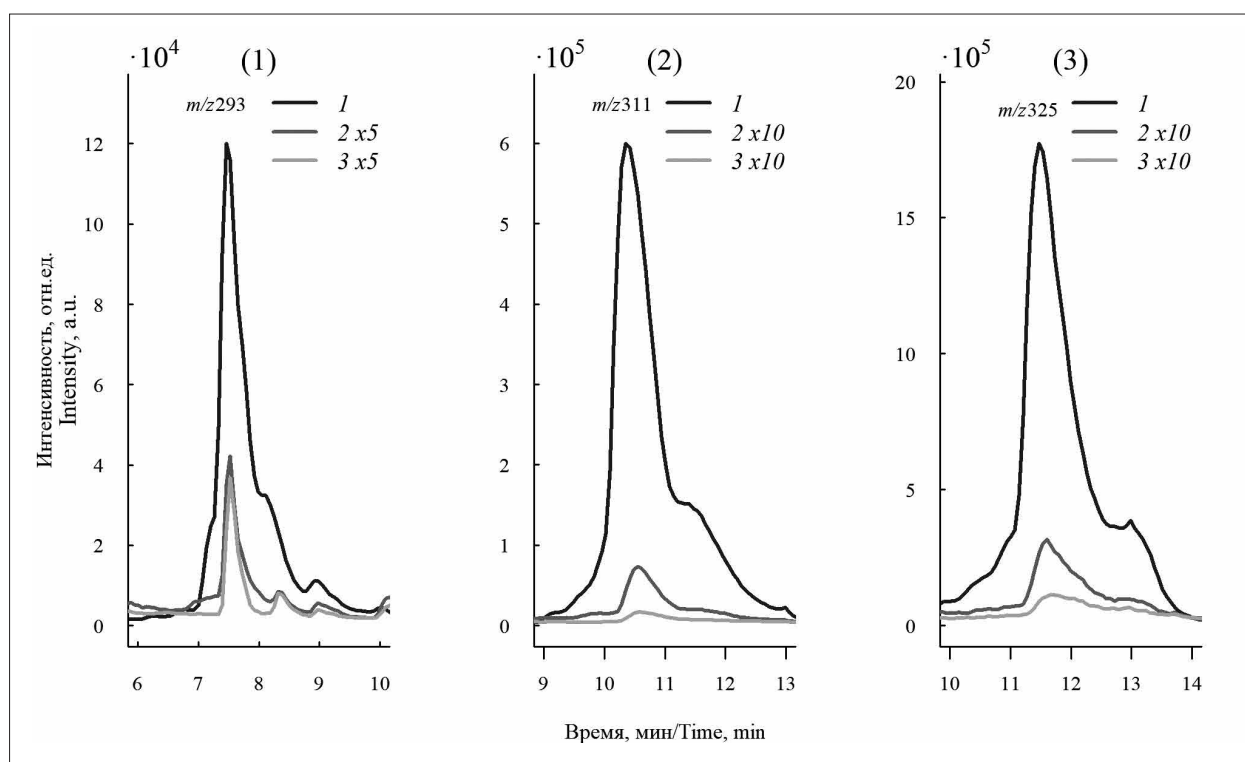 ·10⁴ (1)
m/z293
1
2 x5
3 x5
12
10
8
6
4
2
0
6 7 8 9 10
·10⁵ (2)
m/z311
1
2 x10
3 x10
6
5
4
3
2
1
0
9 10 11 12 13
·10⁵ (3)
m/z325
1
2 x10
3 x10
20
15
10
5
0
10 11 12 13 14
Интенсивность, отн.ед.
Intensity, a.u.
Время, мин/Time, min